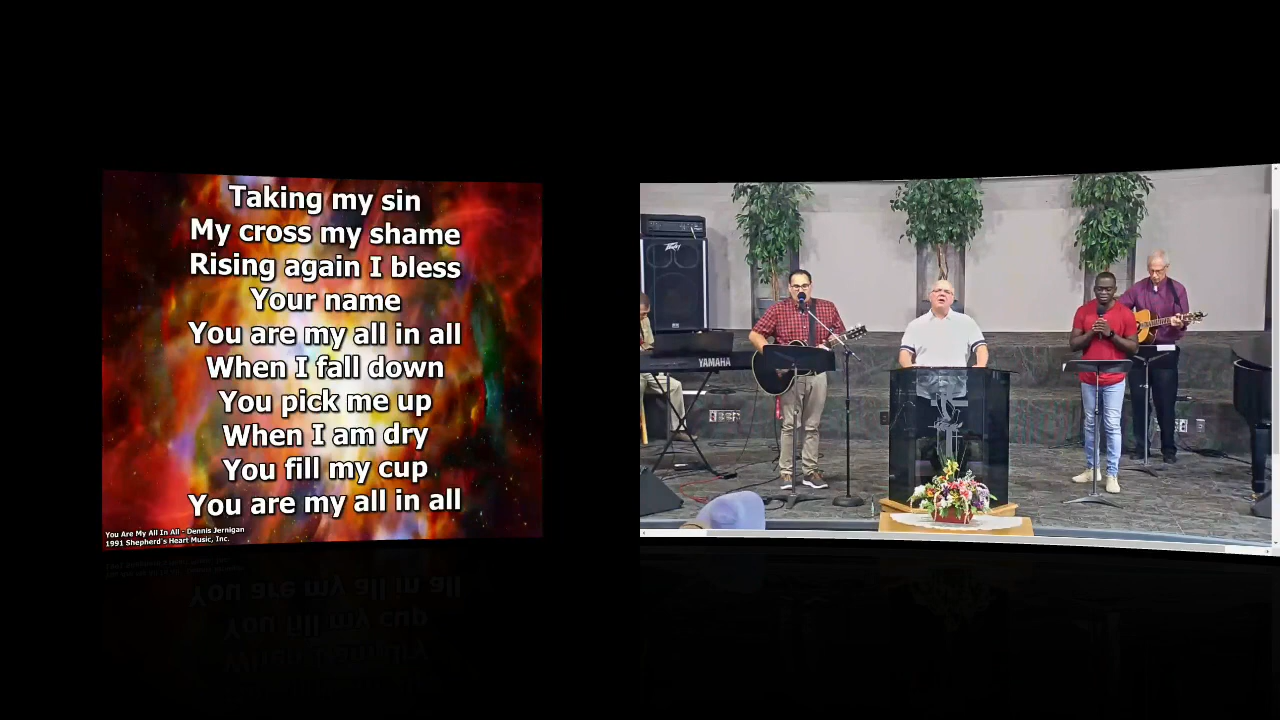 Taking my sin
My cross my shame
Rising again I bless
Your name
You are my all in all
When I fall down
You pick me up
When I am dry
You fill my cup
You are my all in all
You Are My All In All - Dennis Jernigan
1991 Shepherd's Heart Music, Inc.
PEAVEY
YAMAHA